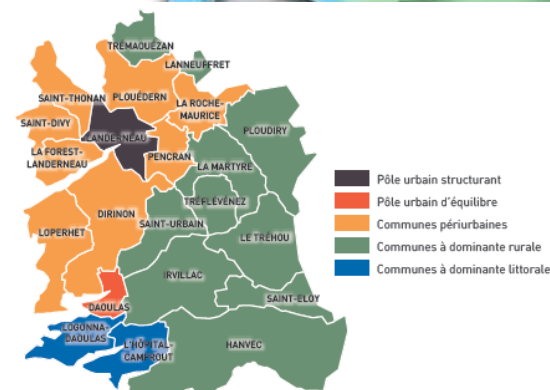 TRÉMAOUÉZAN
LANNEUFFRET
SAINT-THONAN
PLOUÉDERN
LA ROCHE-
MAURICE
SAINT-DIVY
LANDERNEAU
PLOUDIRY
LA FOREST-
LANDERNEAU
PENCRAN
LA MARTYRE
TRÉFLÉVÉNEZ
DIRINON
LOPERHET
SAINT-URBAIN
LE TRÉHOU
IRVILLAC
SAINT-ELOY
DAOULAS
LOGONNA-
DAOULAS
L'HÔPITAL-
CAMFROUT
HANVEC
Pôle urbain structurant
Pôle urbain d'équilibre
Communes périurbaines
Communes à dominante rurale
Communes à dominante littorale